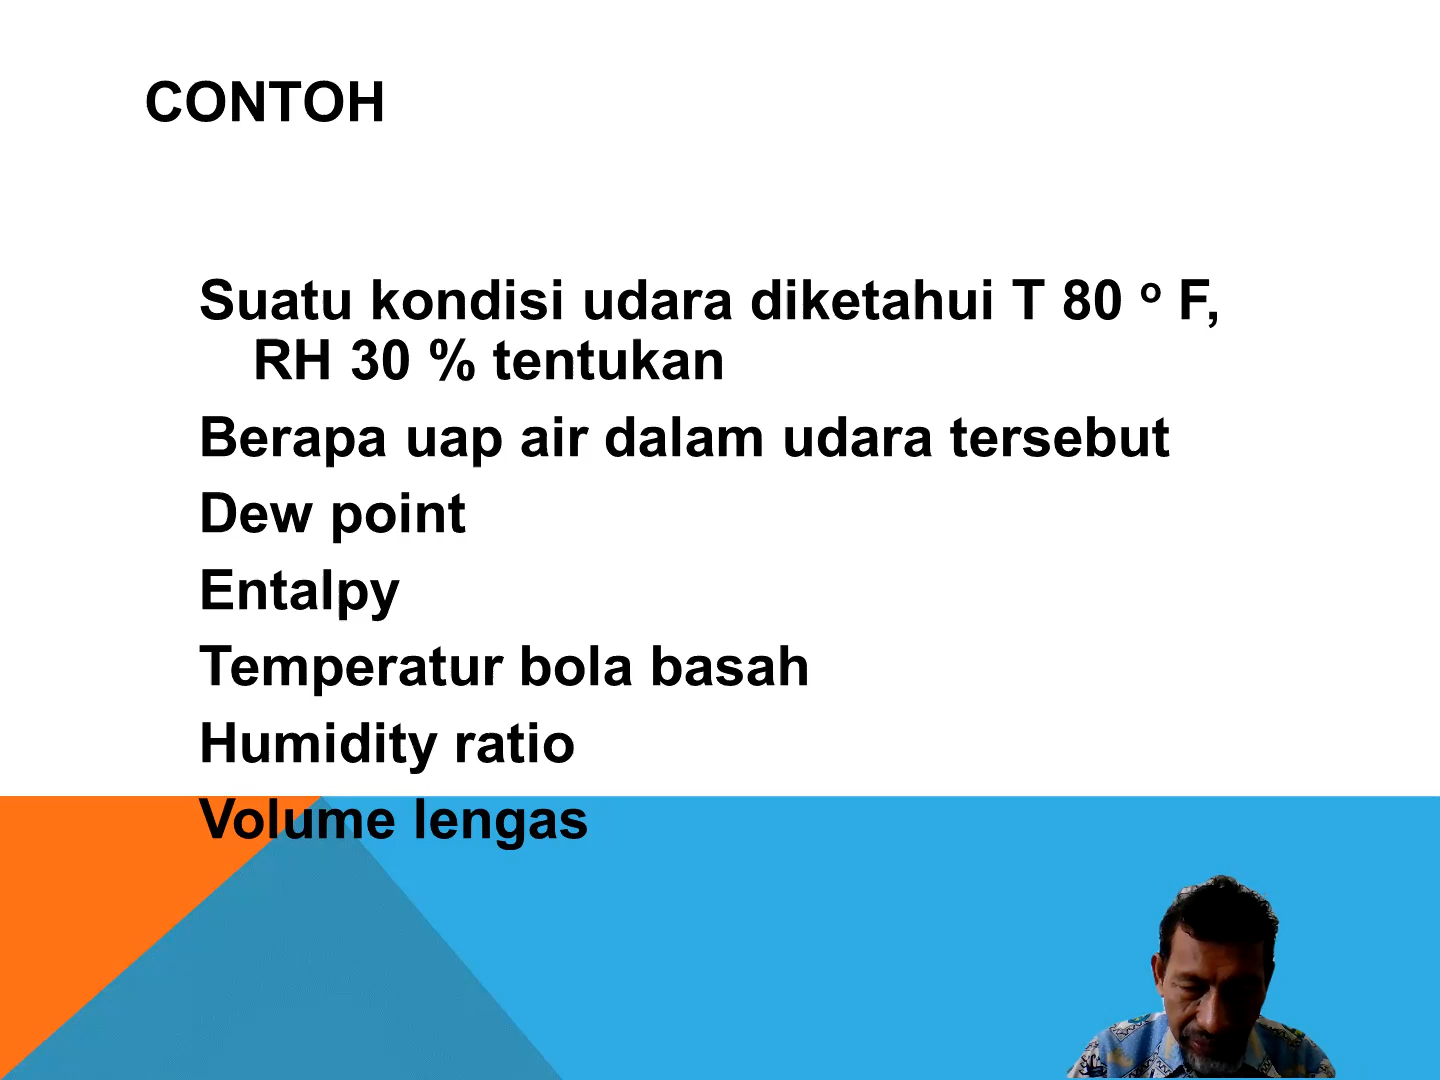 CONTOH
Suatu kondisi udara diketahui T 80 º F,
RH 30 % tentukan
Berapa uap air dalam udara tersebut
Dew point
Entalpy
Temperatur bola basah
Humidity ratio
Volume lengas